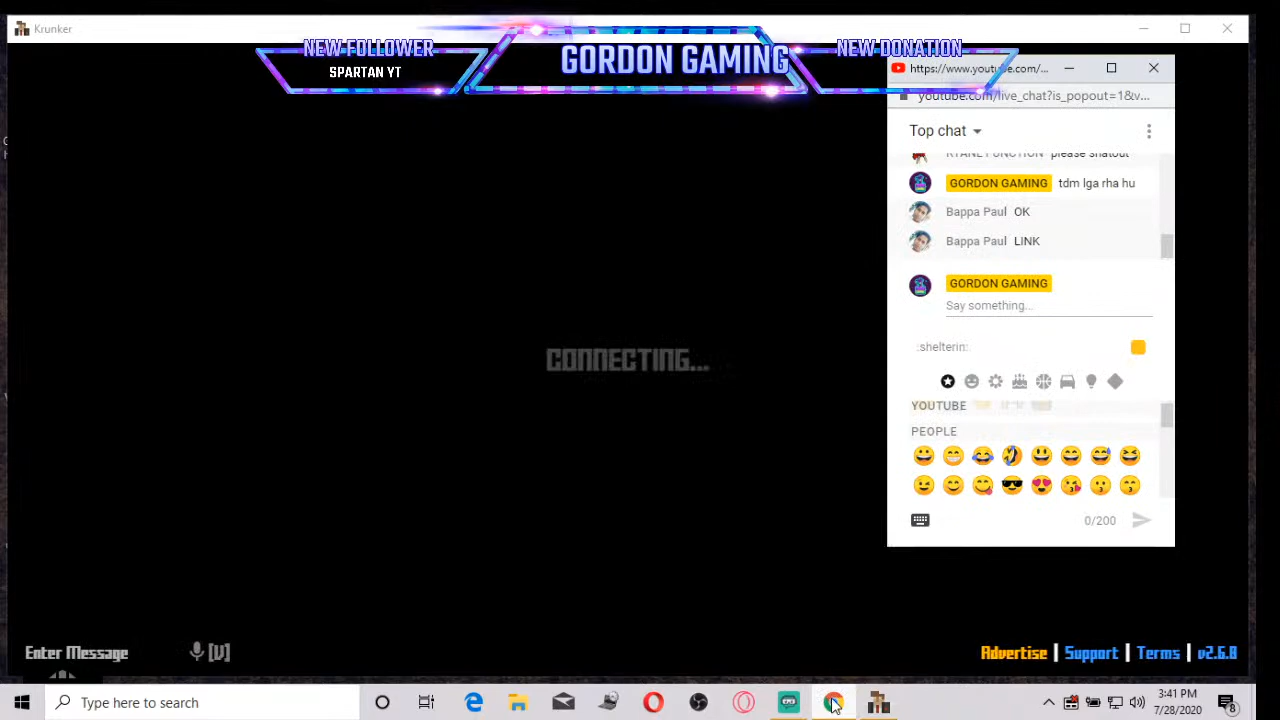 Krunker
NEW FOLLOWER
SPARTAN YT
GORDON GAMING
NEW DONATION
https://www.youtube.com/...
youtube.com/live_chat?is_popout=1&v...
Top chat
please shatout
GORDON GAMING tdm lga rha hu
Bappa Paul OK
Bappa Paul LINK
GORDON GAMING
Say something...
:shelterin:
YOUTUBE
PEOPLE
0/200
CONNECTING...
Enter Message [V]
Advertise | Support | Terms | v2.6.8
Type here to search
3:41 PM
7/28/2020
8